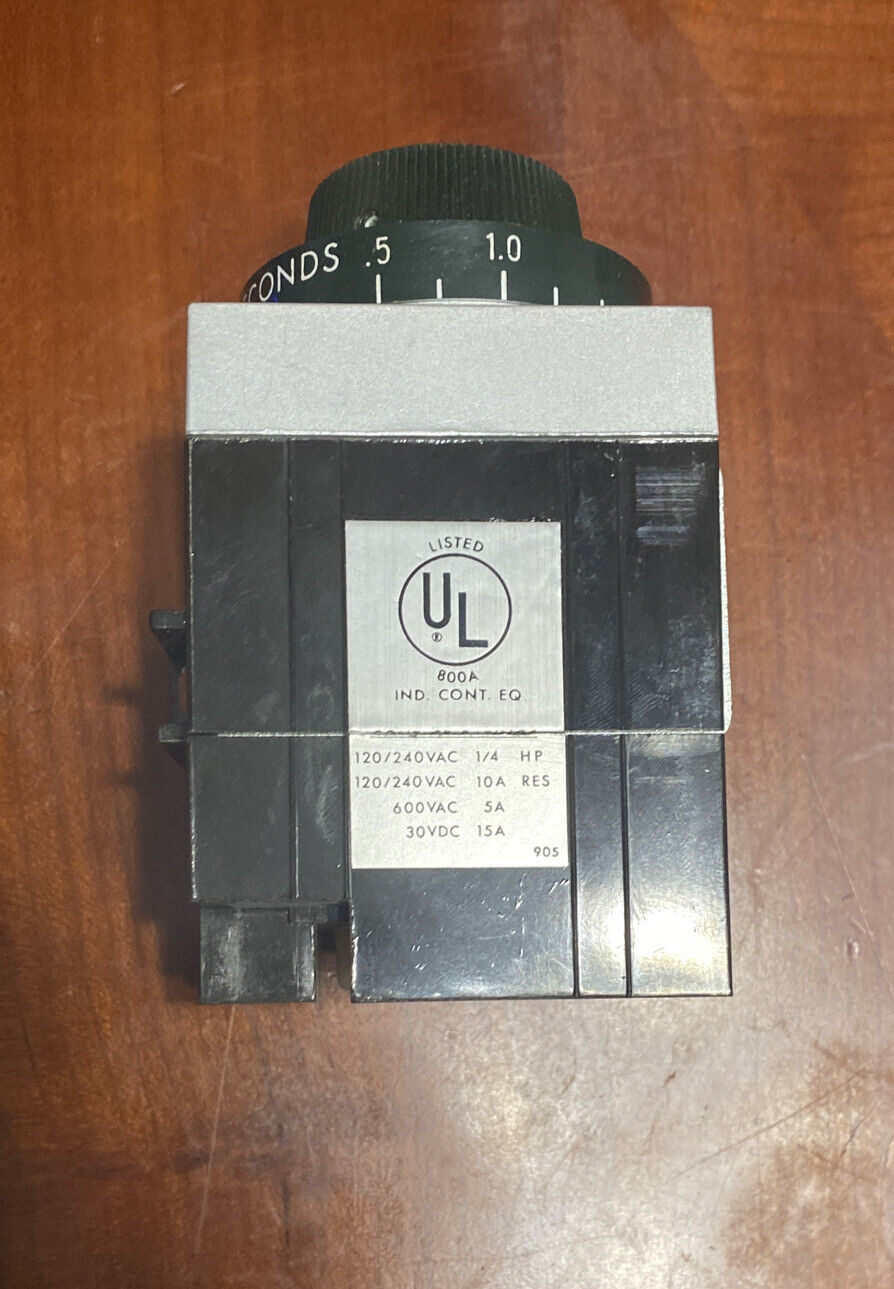 .5 1.0
LISTED
UL
®
800A
IND. CONT. EQ.
120/240VAC 1/4 HP
120/240VAC 10A RES
600VAC 5A
30VDC 15A
905